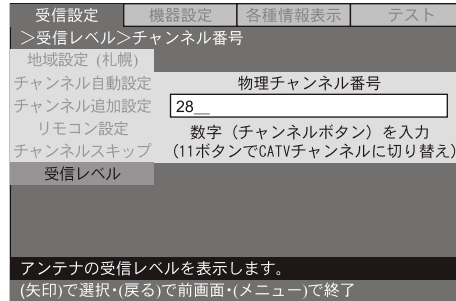 受信設定 機器設定 各種情報表示 テスト
＞受信レベル＞チャンネル番号
地域設定 (札幌)
チャンネル自動設定
チャンネル追加設定
リモコン設定
チャンネルスキップ
受信レベル
物理チャンネル番号
28__
数字（チャンネルボタン）を入力
(11ボタンでCATVチャンネルに切り替え)
アンテナの受信レベルを表示します。
(矢印)で選択・(戻る)で前画面・(メニュー)で終了